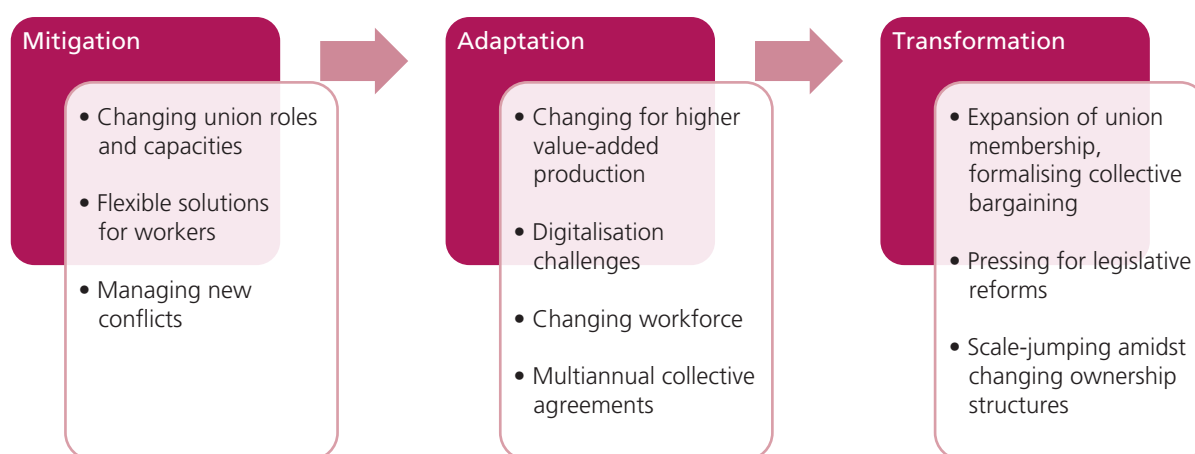 Mitigation
• Changing union roles
and capacities
• Flexible solutions
for workers
• Managing new
conflicts
Adaptation
• Changing for higher
value-added
production
• Digitalisation
challenges
• Changing workforce
• Multiannual collective
agreements
Transformation
• Expansion of union
membership,
formalising collective
bargaining
• Pressing for legislative
reforms
• Scale-jumping amidst
changing ownership
structures